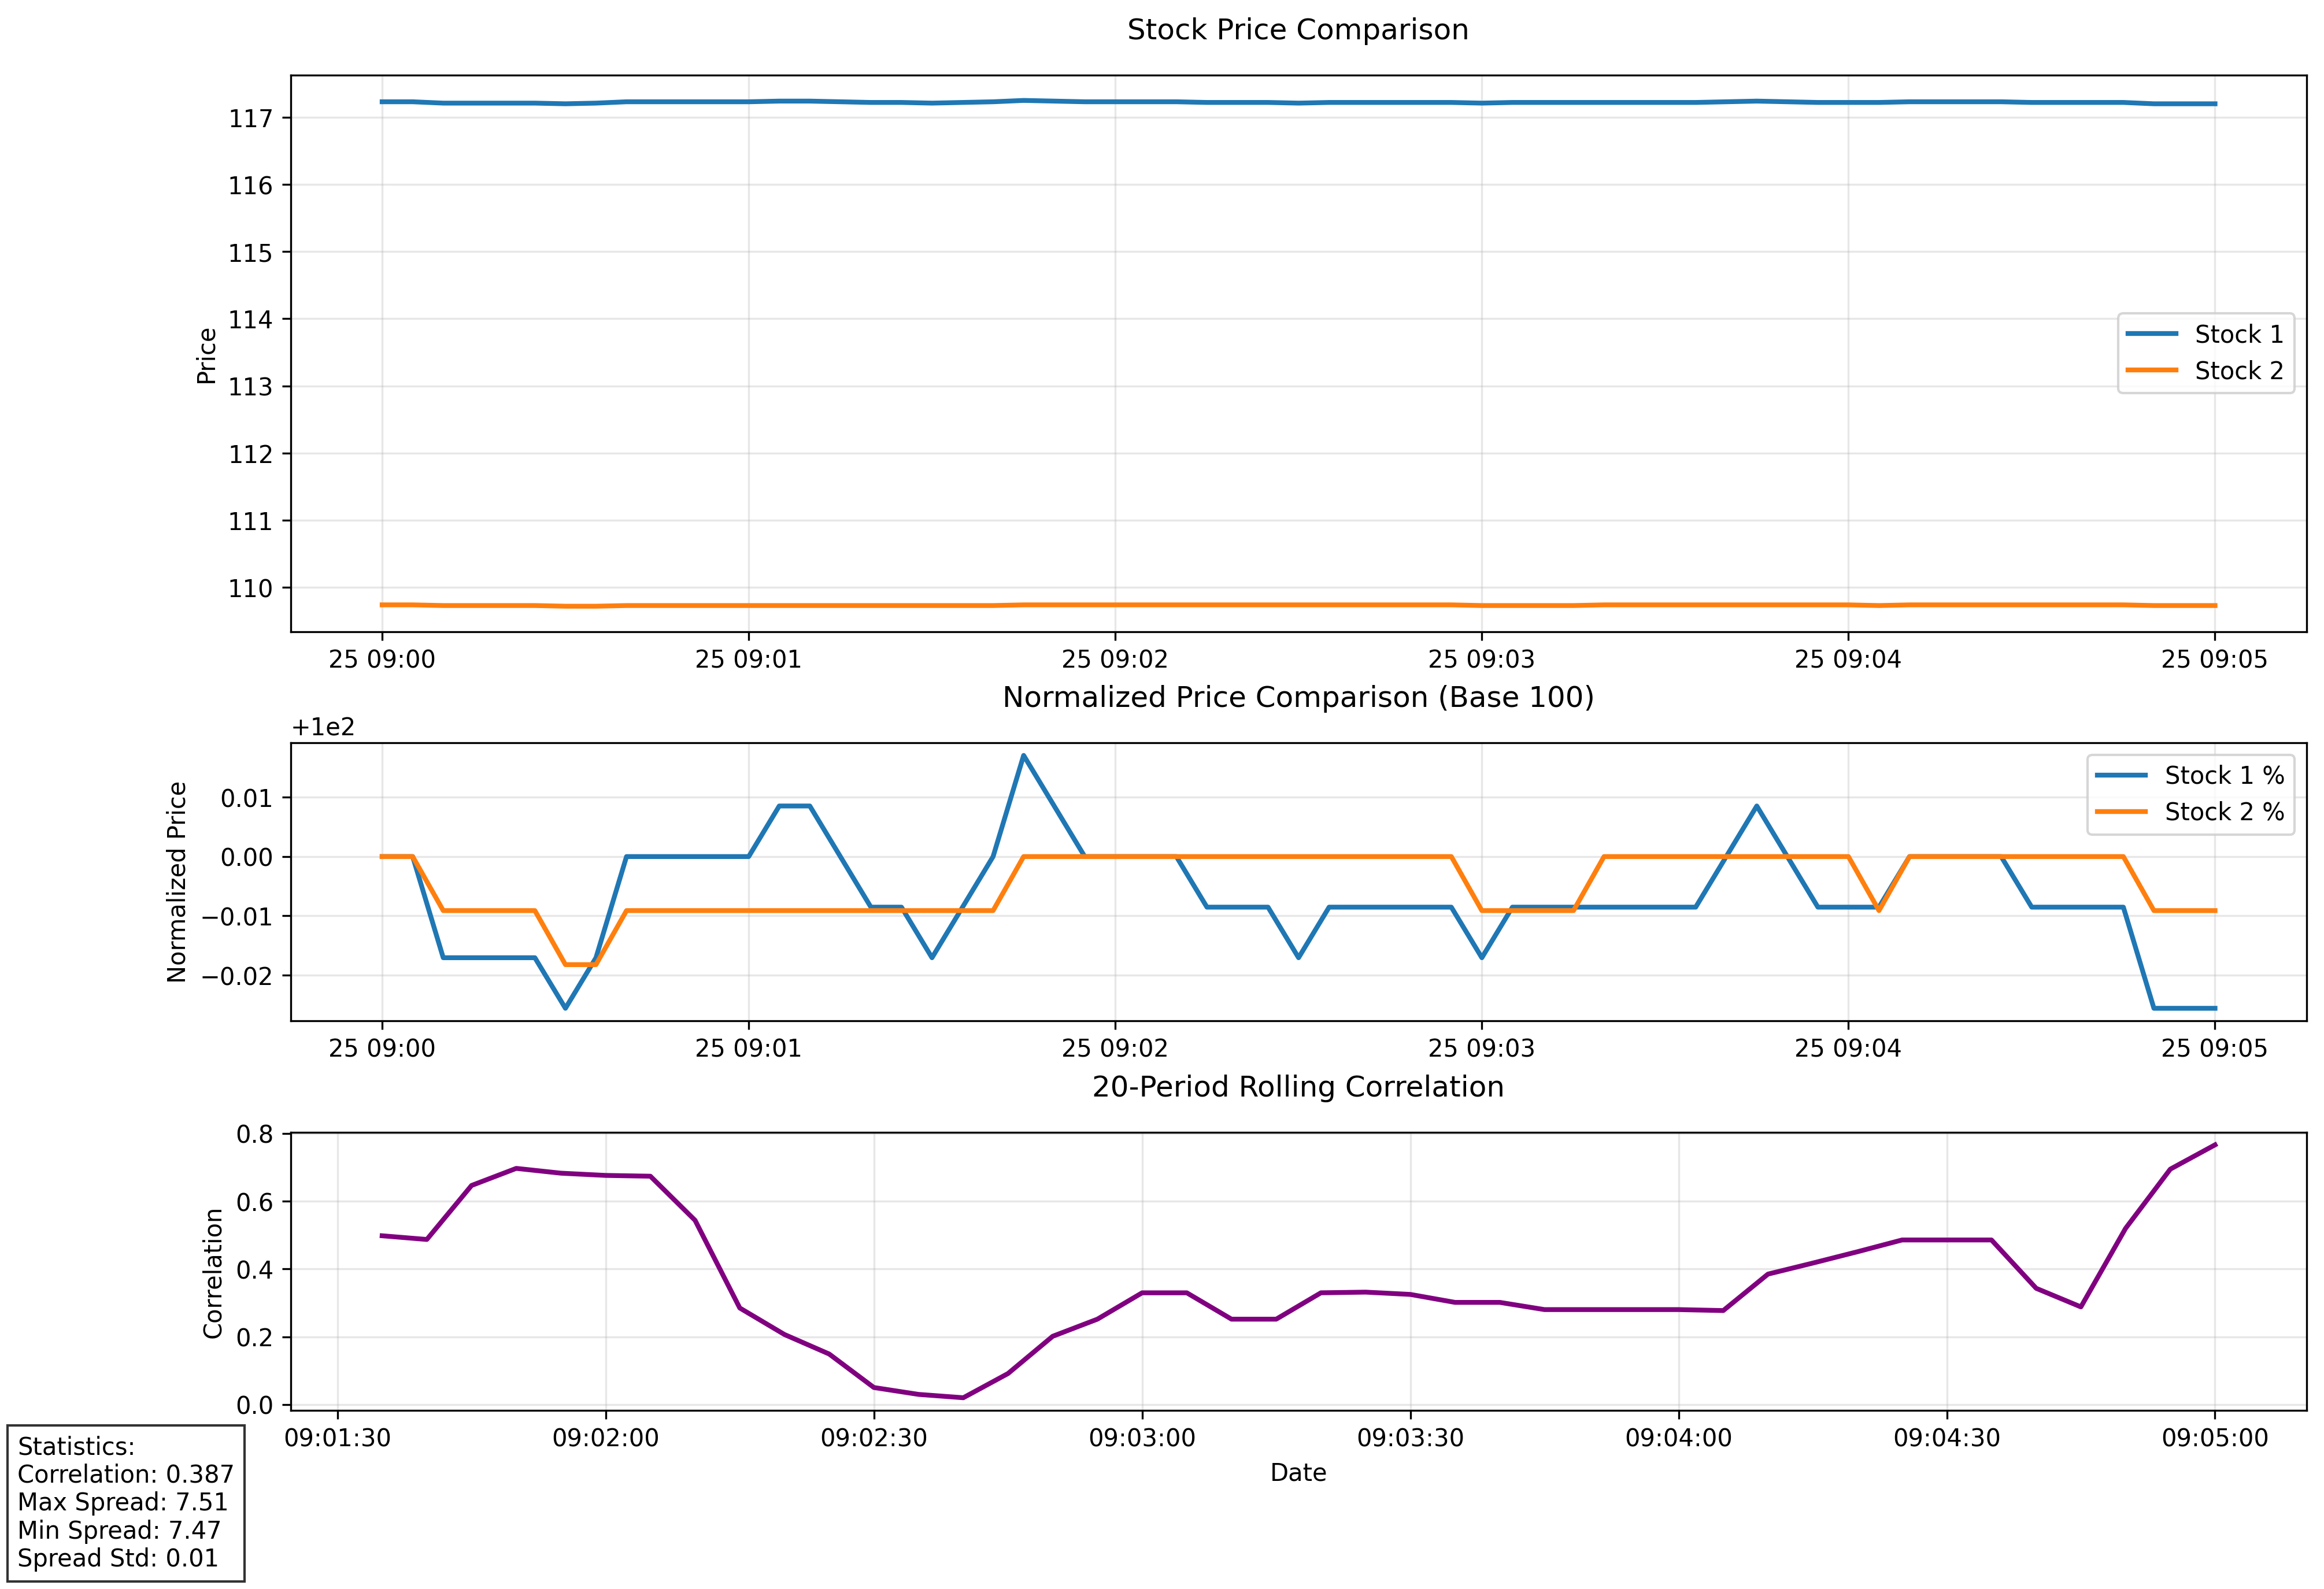 Stock Price Comparison
117
116
115
114
113
112
111
110
Price
Stock 1
Stock 2
25 09:00 25 09:01 25 09:02 25 09:03 25 09:04 25 09:05
Normalized Price Comparison (Base 100)
+1e2
0.01
0.00
−0.01
−0.02
Normalized Price
Stock 1 %
Stock 2 %
25 09:00 25 09:01 25 09:02 25 09:03 25 09:04 25 09:05
20-Period Rolling Correlation
0.8
0.6
0.4
0.2
0.0
Correlation
09:01:30 09:02:00 09:02:30 09:03:00 09:03:30 09:04:00 09:04:30 09:05:00
Date
Statistics:
Correlation: 0.387
Max Spread: 7.51
Min Spread: 7.47
Spread Std: 0.01